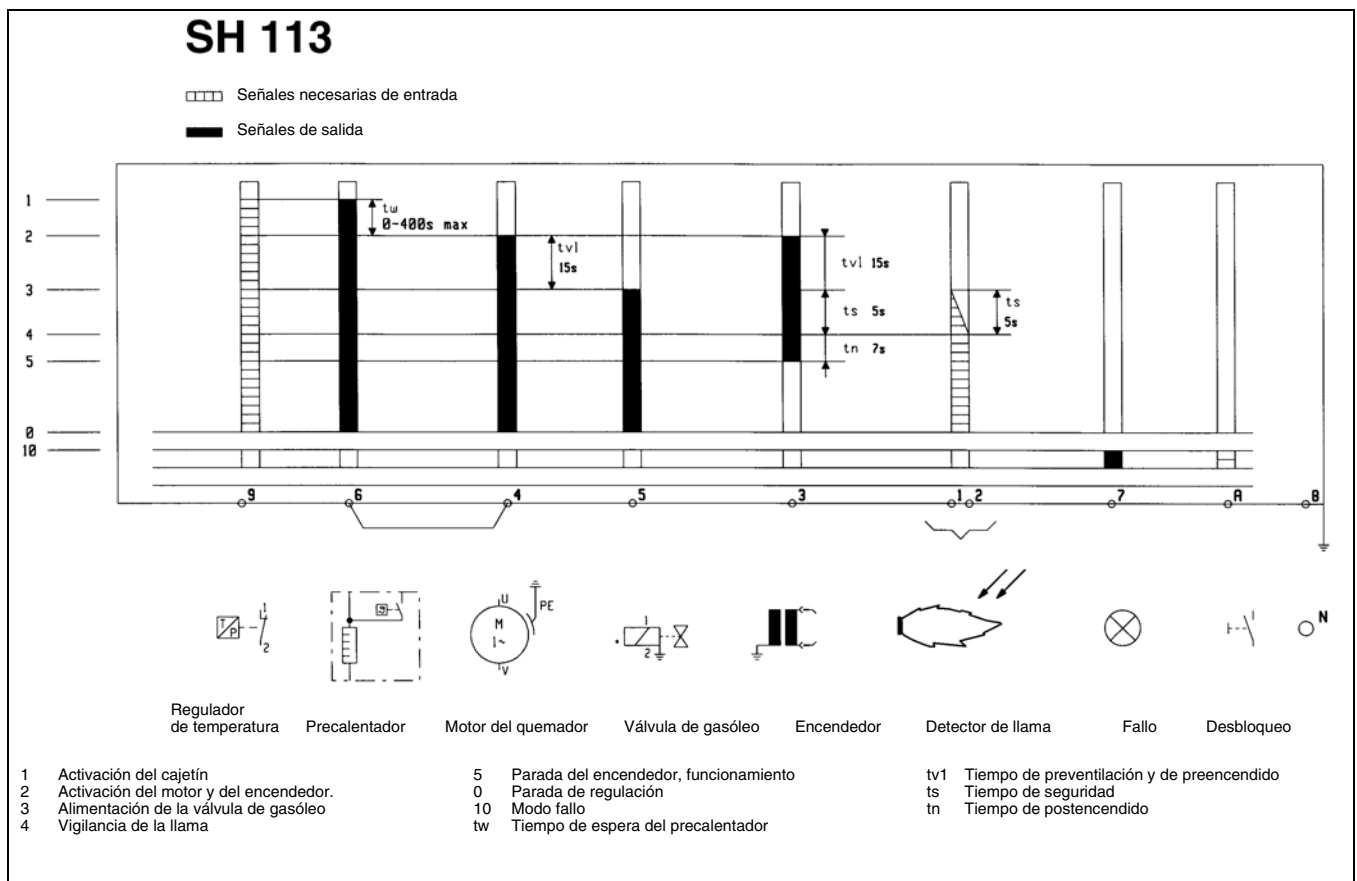 SH 113
Señales necesarias de entrada
Señales de salida
1
tw
0-400s max
2
tvl
15s
tvl 15s
3
ts 5s
ts
5s
4
tn 7s
5
0
10
9
6
4
5
3
1
2
7
A
B
T
P
1
2
U
M
1~
V
PE
1
2
N
Regulador
de temperatura
Precalentador
Motor del quemador
Válvula de gasóleo
Encendedor
Detector de llama
Fallo
Desbloqueo
1 Activación del cajetín
2 Activación del motor y del encendedor.
3 Alimentación de la válvula de gasóleo
4 Vigilancia de la llama
5 Parada del encendedor, funcionamiento
0 Parada de regulación
10 Modo fallo
tw Tiempo de espera del precalentador
tv1 Tiempo de preventilación y de preencendido
ts Tiempo de seguridad
tn Tiempo de postencendido